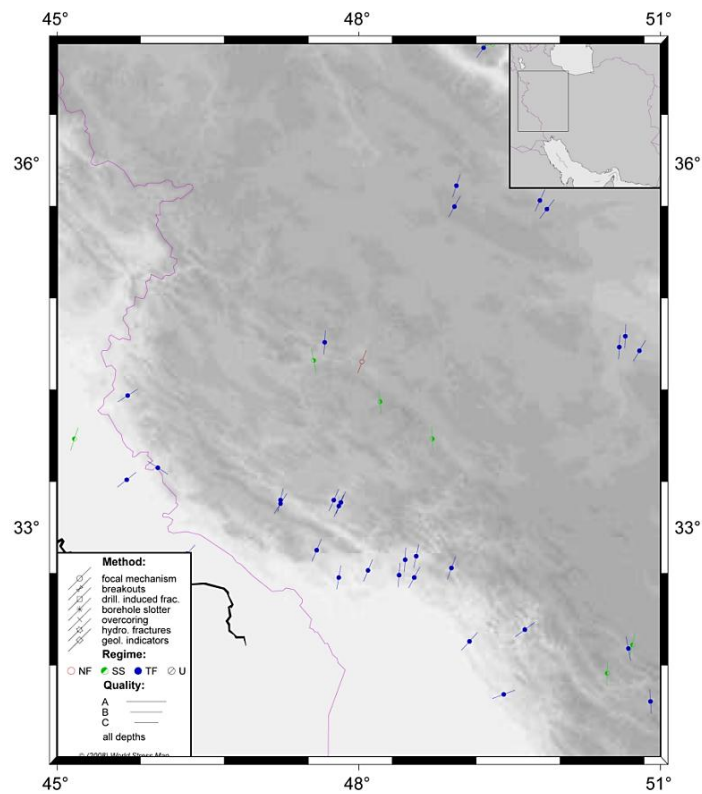 45° 48° 51°
36° 36°
33° 33°
Method:
focal mechanism
breakouts
drill. induced frac.
borehole slotter
overcoring
hydro. fractures
geol. indicators
Regime:
NF SS TF U
Quality:
A
B
C
all depths
© (2008) World Stress Map
45° 48° 51°